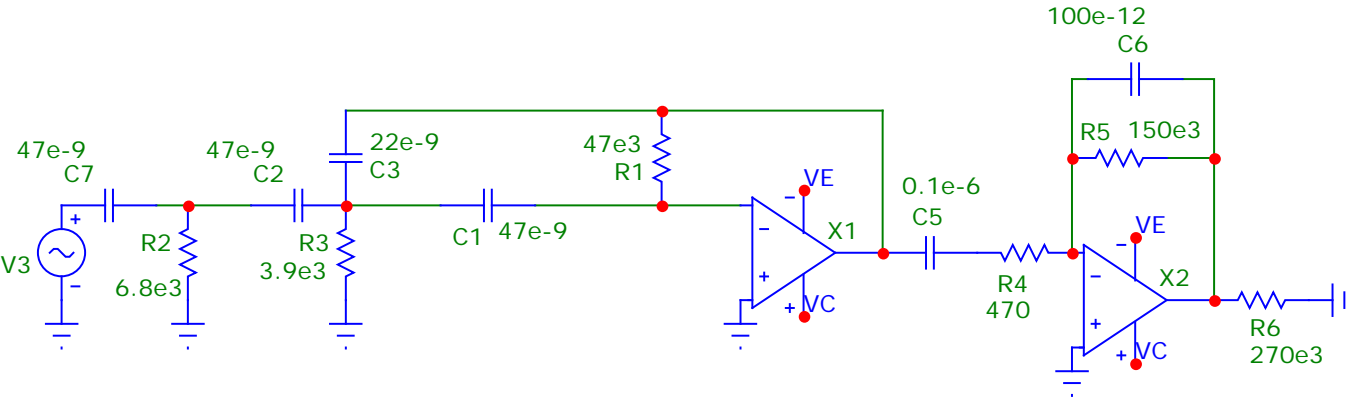 100e-12
C6
R5 150e3
47e-9
C7
47e-9
C2
22e-9
C3
47e3
R1
VE
0.1e-6
C5
V3
+
-
R2
6.8e3
R3
3.9e3
C1 47e-9
-
+
-
X1
+ VC
R4
470
VE
-
-
+
X2
+ VC
R6
270e3